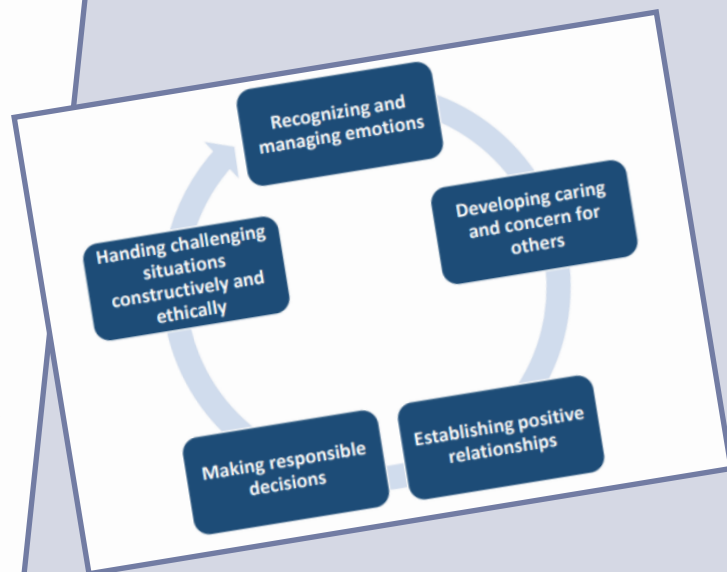 Recognizing and
managing emotions
Developing caring
and concern for
others
Establishing positive
relationships
Making responsible
decisions
Handing challenging
situations
constructively and
ethically